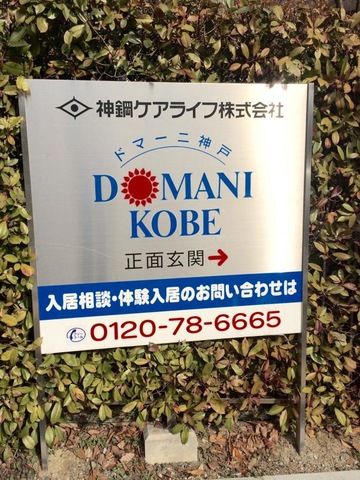 神鋼ケアライフ株式会社
ドマーニ神戸
DOMANI
KOBE
正面玄関→
入居相談・体験入居のお問い合わせは
0120-78-6665